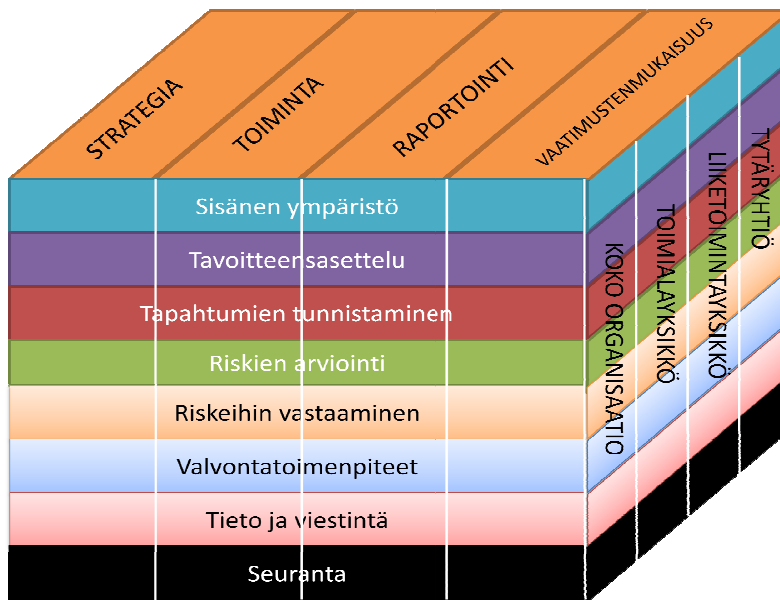 STRATEGIA
TOIMINTA
RAPORTOINTI
VAATIMUSTENMUKAISUUS
Sisänen ympäristö
Tavoitteensasettelu
Tapahtumien tunnistaminen
Riskien arviointi
Riskeihin vastaaminen
Valvontatoimenpiteet
Tieto ja viestintä
Seuranta
KOKO ORGANISAATIO
TOIMIALAYKSIKKÖ
LIIKETOIMINTAYKSIKKÖ
TYTÄRYHTIÖ